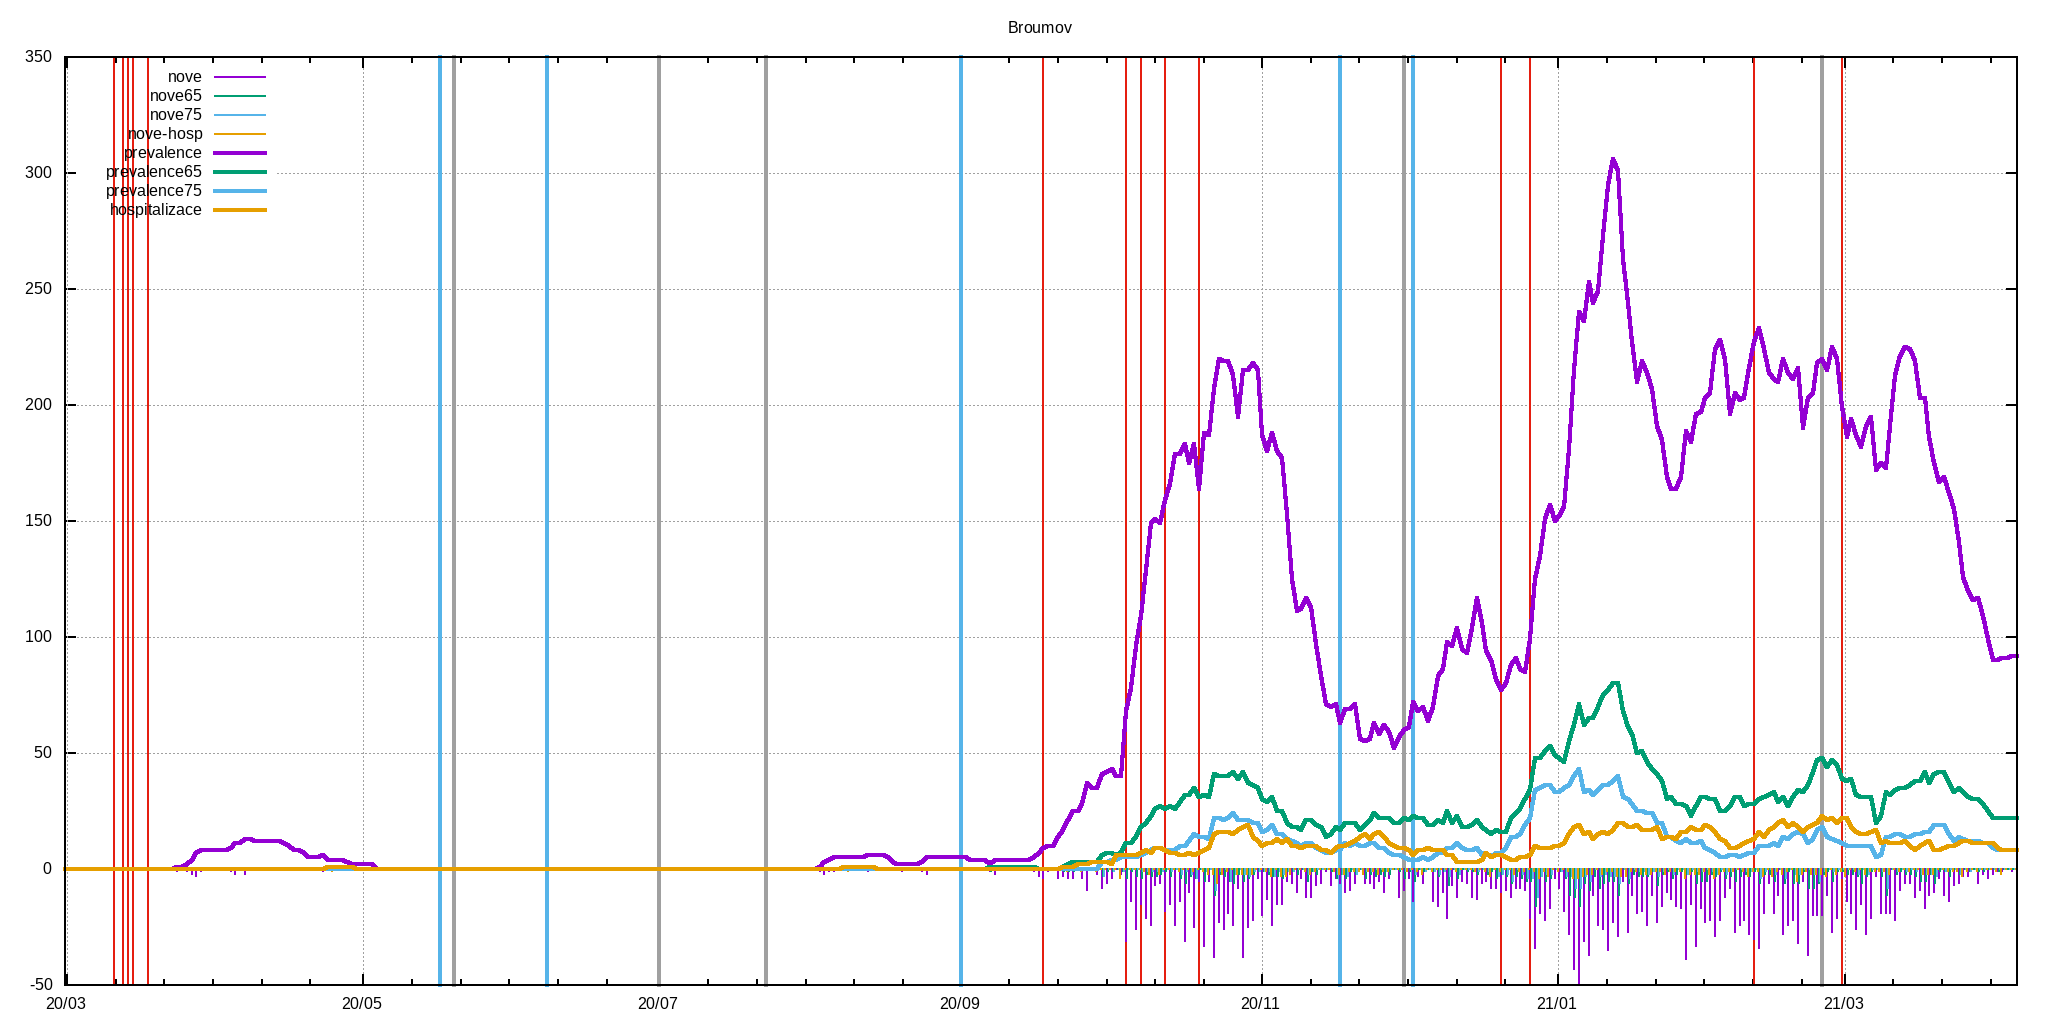 Broumov
350
300
250
200
150
100
50
0
-50
nove
nove65
nove75
nove-hosp
prevalence
prevalence65
prevalence75
hospitalizace
20/03 20/05 20/07 20/09 20/11 21/01 21/03